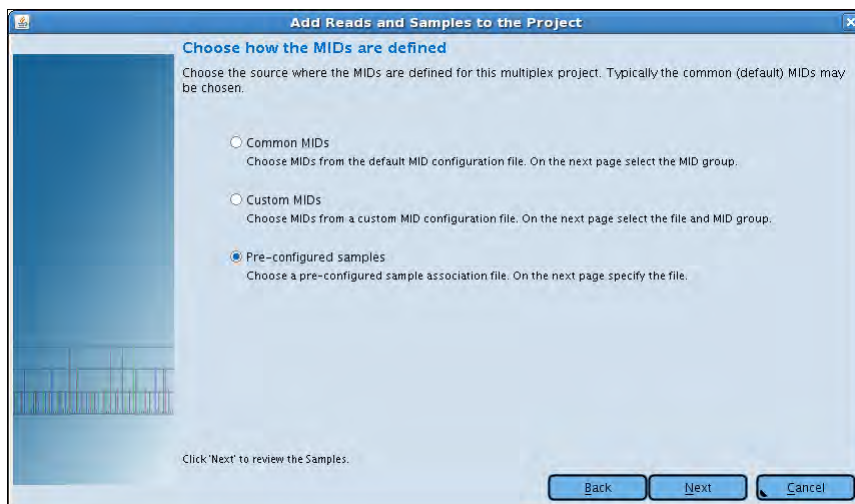 Add Reads and Samples to the Project
Choose how the MIDs are defined
Choose the source where the MIDs are defined for this multiplex project. Typically the common (default) MIDs may
be chosen.
Common MIDs
Choose MIDs from the default MID configuration file. On the next page select the MID group.
Custom MIDs
Choose MIDs from a custom MID configuration file. On the next page select the file and MID group.
Pre-configured samples
Choose a pre-configured sample association file. On the next page specify the file.
Click 'Next' to review the Samples.
Back Next Cancel